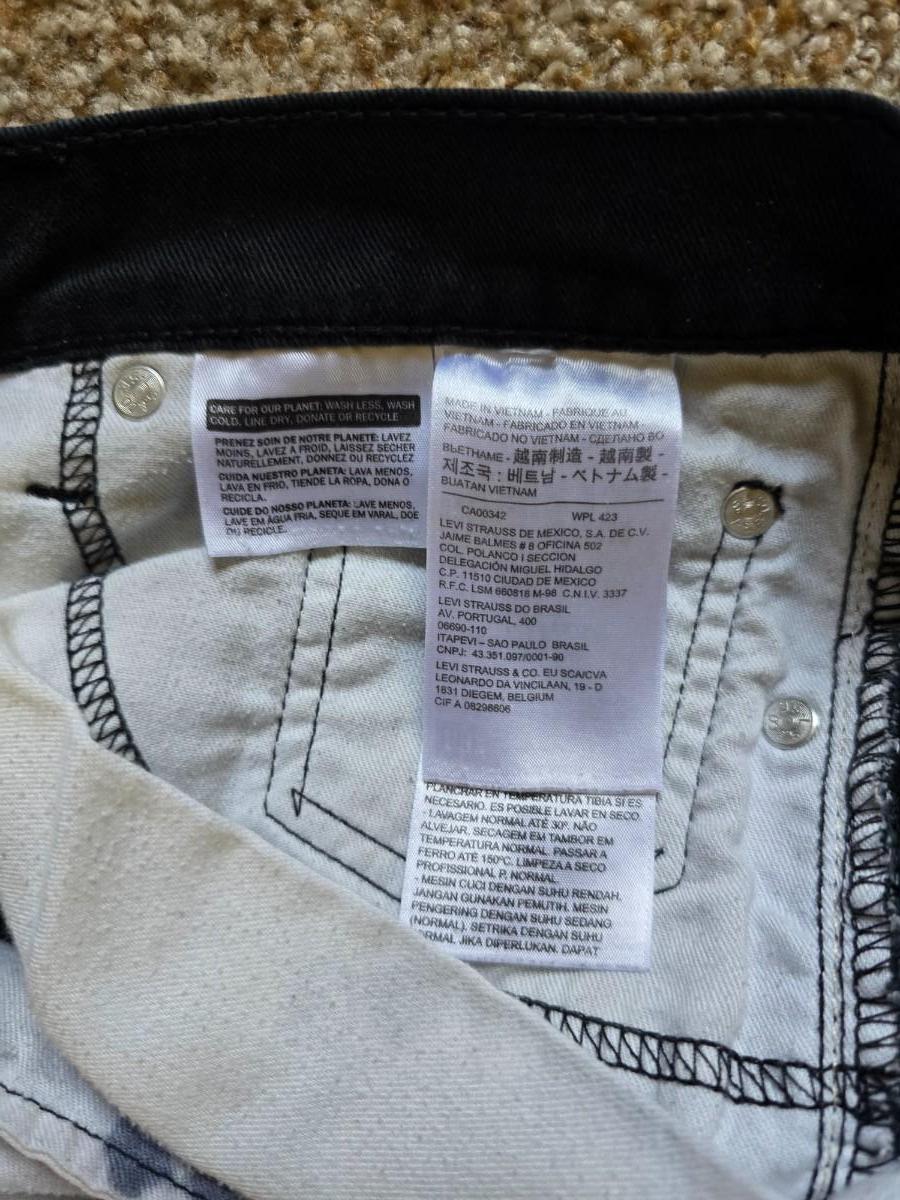 CARE FOR OUR PLANET: WASH LESS, WASH
COLD, LINE DRY, DONATE OR RECYCLE
PRENEZ SOIN DE NOTRE PLANETE: LAVEZ
MOINS, LAVEZ A FROID, LAISSEZ SECHER
NATURELLEMENT, DONNEZ OU RECYCLEZ
CUIDA NUESTRO PLANETA: LAVA MENOS,
LAVA EN FRIO, TIENDE LA ROPA, DONA O
RECICLA.
CUIDE DO NOSSO PLANETA: LAVE MENOS,
LAVE EM ÁGUA FRIA, SEQUE EM VARAL, DOE
OU RECICLE.
MADE IN VIETNAM - FABRIQUE AU
VIETNAM - FABRICADO EN VIETNAM -
FABRICADO NO VIETNAM - СДЕЛАНО ВО
ВЬЕТНАМЕ - 越南制造 - 越南製 -
제조국 : 베트남 - ベトナム製 -
BUATAN VIETNAM
CA00342 WPL 423
LEVI STRAUSS DE MEXICO, S.A. DE C.V.
JAIME BALMES # 8 OFICINA 502
COL. POLANCO I SECCION
DELEGACIÓN MIGUEL HIDALGO
C.P. 11510 CIUDAD DE MEXICO
R.F.C. LSM 660818 M-98 C.N.I.V. 3337
LEVI STRAUSS DO BRASIL
AV. PORTUGAL, 400
06690-110
ITAPEVI – SAO PAULO BRASIL
CNPJ: 43.351.097/0001-90
LEVI STRAUSS & CO. EU SCA/CVA
LEONARDO DA VINCILAAN, 19 - D
1831 DIEGEM, BELGIUM
CIF A 08298606
PLANCHAR EN TEMPERATURA TIBIA SI ES
NECESARIO. ES POSIBLE LAVAR EN SECO.
- LAVAGEM NORMAL ATÉ 30º. NÃO
ALVEJAR. SECAGEM EM TAMBOR EM
TEMPERATURA NORMAL. PASSAR A
FERRO ATÉ 150ºC. LIMPEZA A SECO
PROFISSIONAL P. NORMAL
- MESIN CUCI DENGAN SUHU RENDAH.
JANGAN GUNAKAN PEMUTIH. MESIN
PENGERING DENGAN SUHU SEDANG
(NORMAL). SETRIKA DENGAN SUHU
NORMAL JIKA DIPERLUKAN. DAPAT